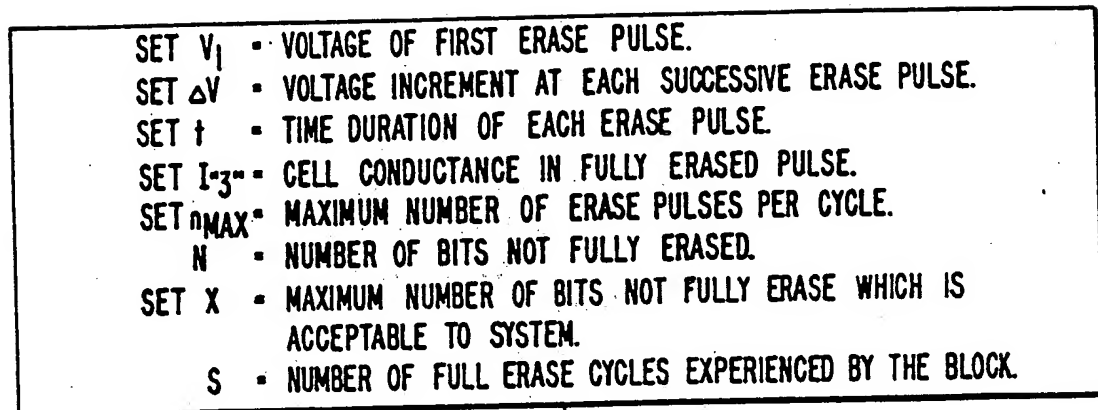 SET V1 = VOLTAGE OF FIRST ERASE PULSE.
SET △V = VOLTAGE INCREMENT AT EACH SUCCESSIVE ERASE PULSE.
SET t = TIME DURATION OF EACH ERASE PULSE.
SET I"3" = CELL CONDUCTANCE IN FULLY ERASED PULSE.
SET nMAX = MAXIMUM NUMBER OF ERASE PULSES PER CYCLE.
N = NUMBER OF BITS NOT FULLY ERASED.
SET X = MAXIMUM NUMBER OF BITS NOT FULLY ERASE WHICH IS
ACCEPTABLE TO SYSTEM.
S = NUMBER OF FULL ERASE CYCLES EXPERIENCED BY THE BLOCK.